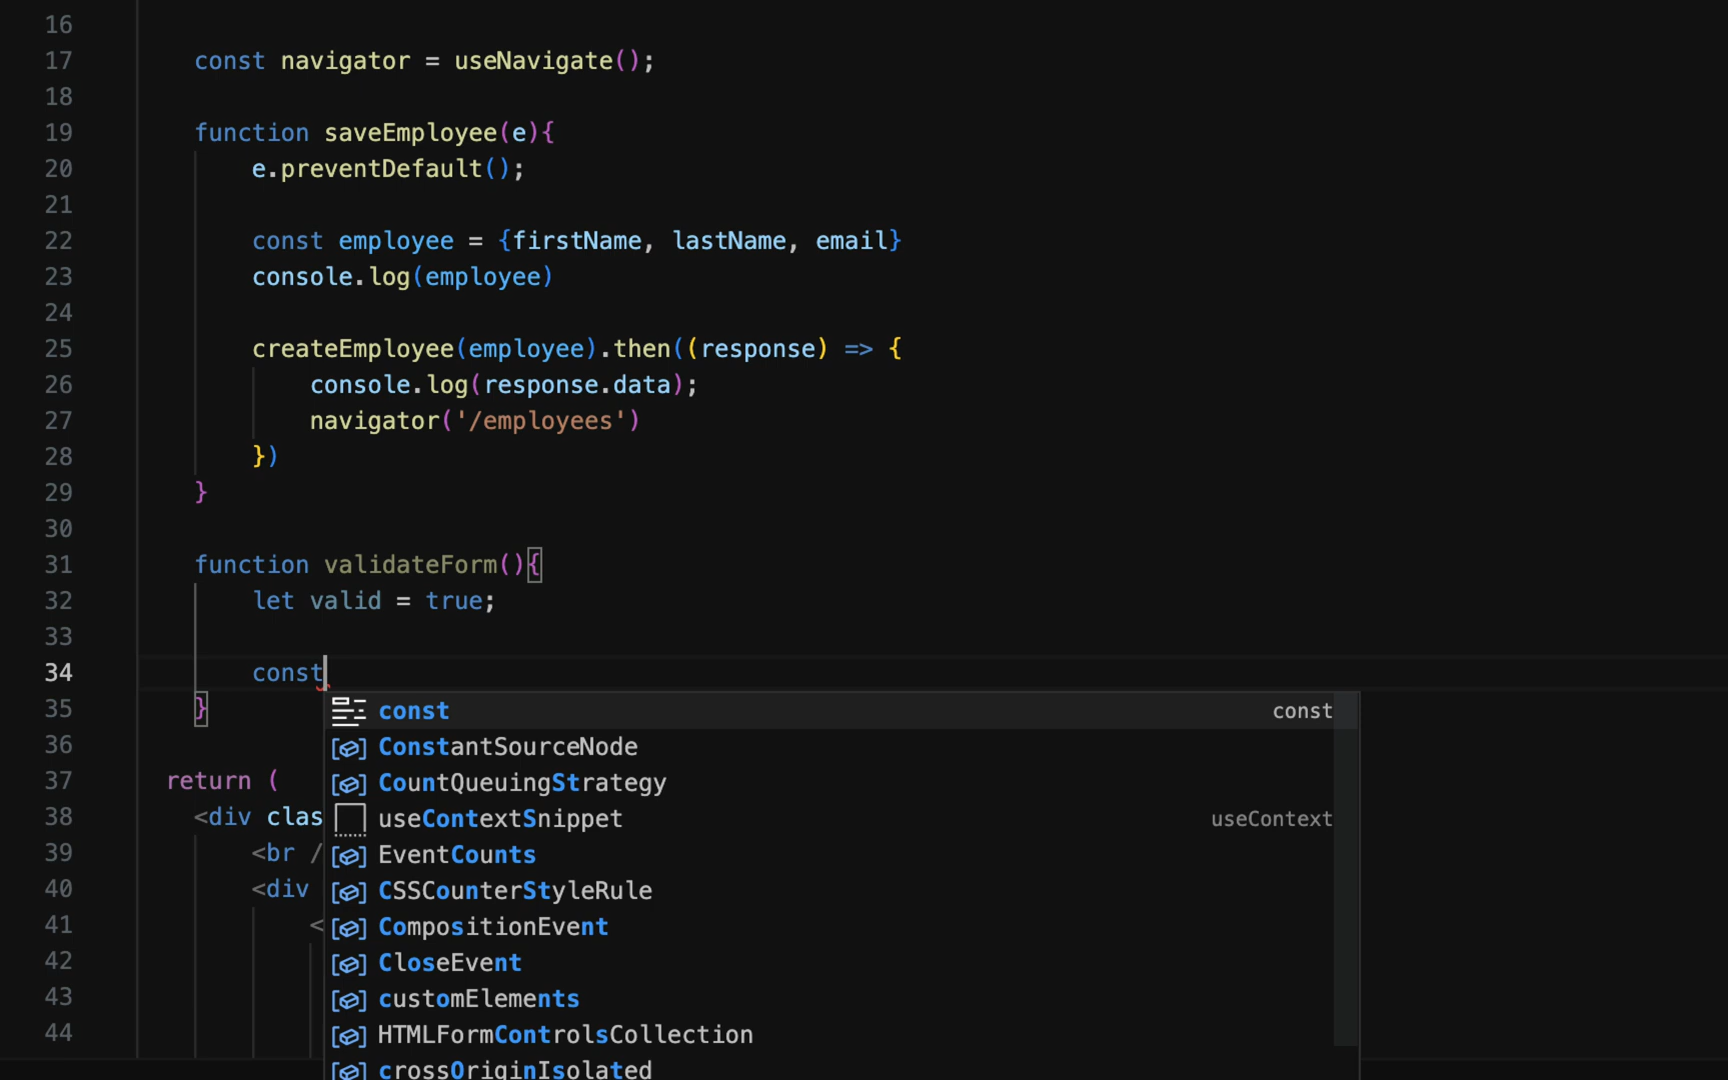 16
17 const navigator = useNavigate();
18
19 function saveEmployee(e){
20 e.preventDefault();
21
22 const employee = {firstName, lastName, email}
23 console.log(employee)
24
25 createEmployee(employee).then((response) => {
26 console.log(response.data);
27 navigator('/employees')
28 })
29 }
30
31 function validateForm(){
32 let valid = true;
33
34 const
35 }
const const
36
ConstantSourceNode
37 return (
CountQueuingStrategy
38 <div clas
useContextSnippet useContext
39 <br /
EventCounts
40 <div
CSSCounterStyleRule
41 <
CompositionEvent
42
CloseEvent
43
customElements
44
HTMLFormControlsCollection
crossOriginIsolated